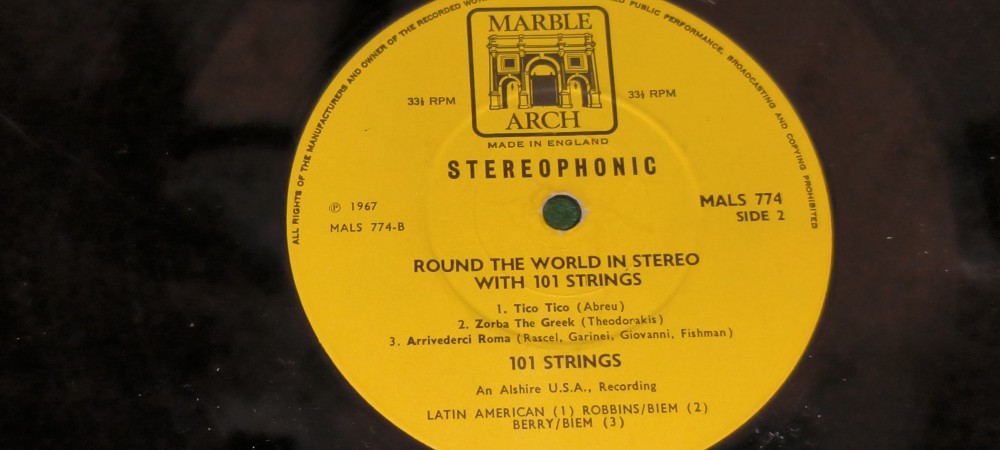 ALL RIGHTS OF THE MANUFACTURERS AND OWNER OF THE RECORDED WORK
PUBLIC PERFORMANCE, BROADCASTING AND COPYING PROHIBITED
MARBLE
ARCH
33⅓ RPM 33⅓ RPM
MADE IN ENGLAND
STEREOPHONIC
℗ 1967
MALS 774-B
MALS 774
SIDE 2
ROUND THE WORLD IN STEREO
WITH 101 STRINGS
1. Tico Tico (Abreu)
2. Zorba The Greek (Theodorakis)
3. Arrivederci Roma (Rascel, Garinei, Giovanni, Fishman)
101 STRINGS
An Alshire U.S.A., Recording
LATIN AMERICAN (1) ROBBINS/BIEM (2)
BERRY/BIEM (3)